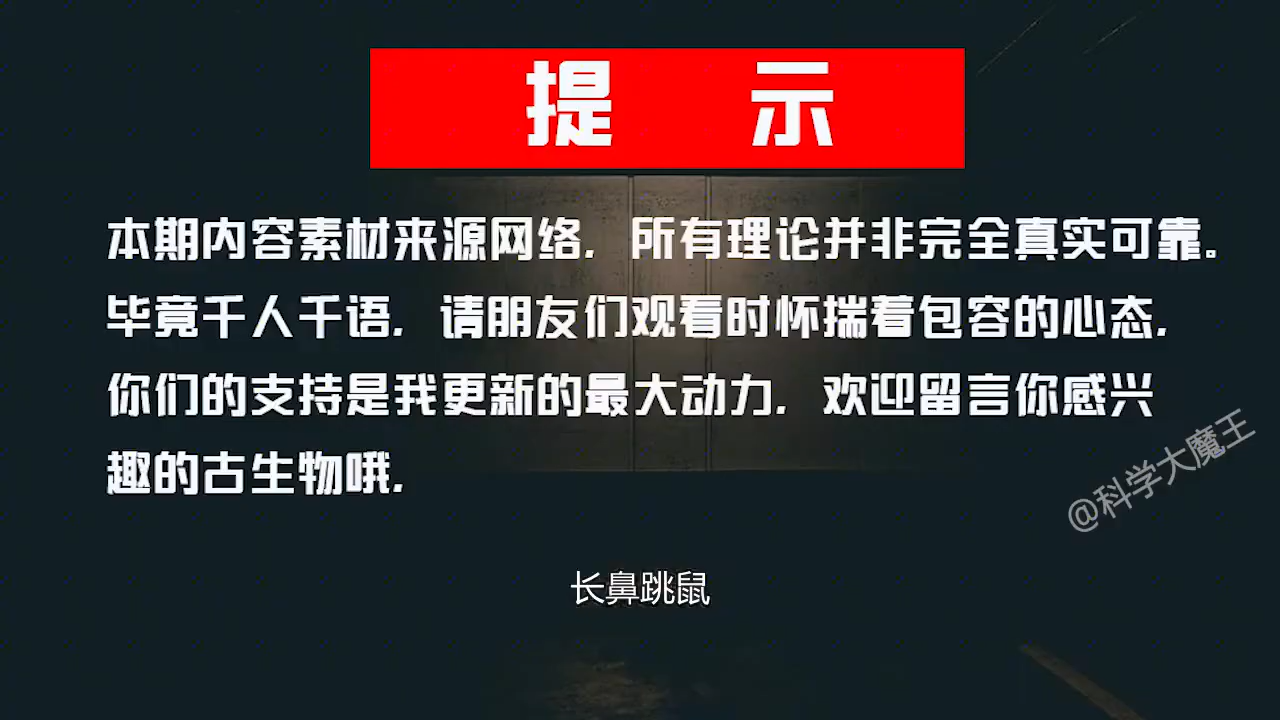 提 示
本期内容素材来源网络，所有理论并非完全真实可靠。
毕竟千人千语，请朋友们观看时怀揣着包容的心态，
你们的支持是我更新的最大动力，欢迎留言你感兴
趣的古生物哦，
@科学大魔王
长鼻跳鼠